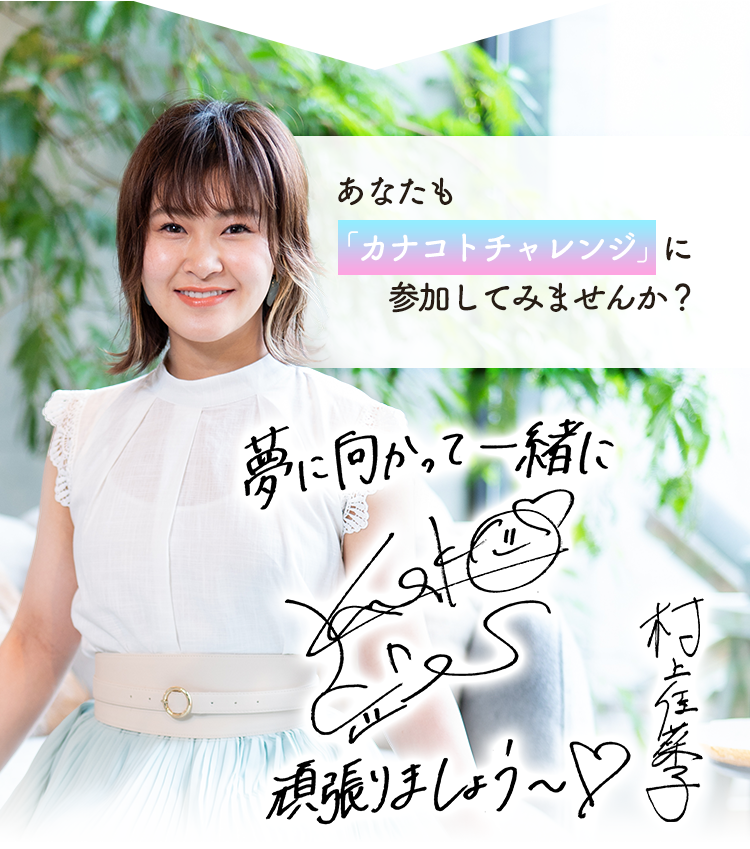 あなたも
「カナコトチャレンジ」に
参加してみませんか？
夢に向かって一緒に
頑張りましょう〜♡
村上佳菜子